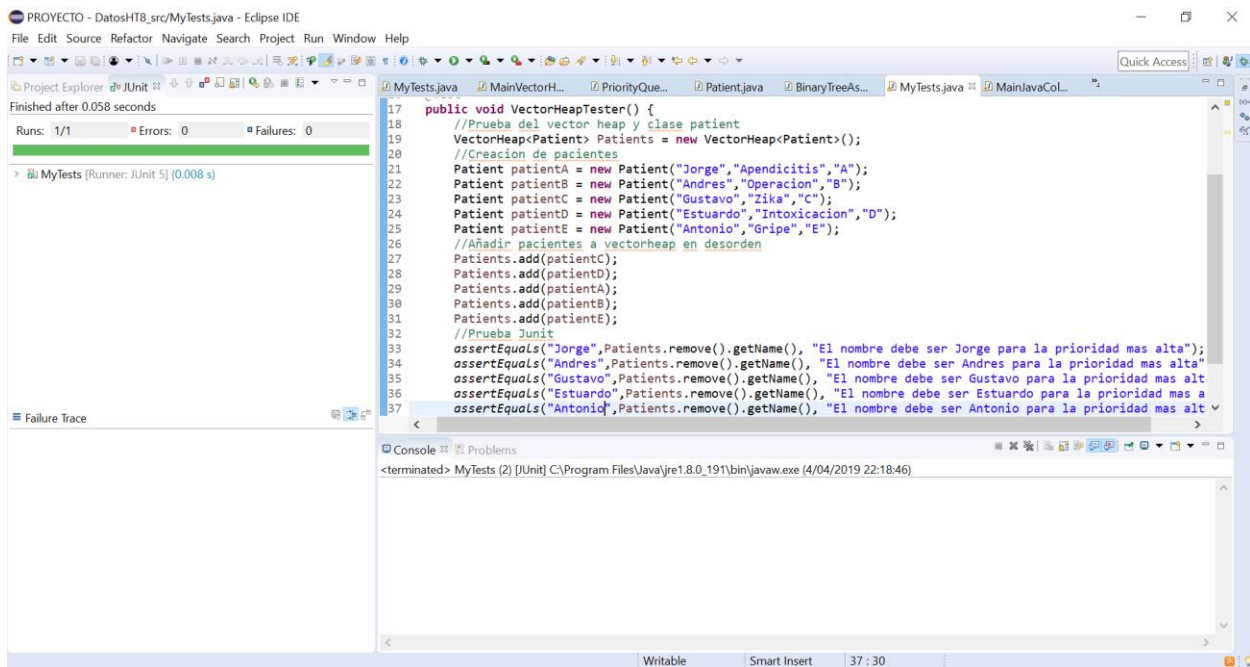 PROYECTO - DatosHT8_src/MyTests.java - Eclipse IDE
File Edit Source Refactor Navigate Search Project Run Window Help
Quick Access
Project Explorer JUnit
Finished after 0.058 seconds
Runs: 1/1 Errors: 0 Failures: 0
MyTests [Runner: JUnit 5] (0.008 s)
Failure Trace
MyTests.java MainVectorH... PriorityQue... Patient.java BinaryTreeAs... MyTests.java MainJavaCol...
17 public void VectorHeapTester() {
18 //Prueba del vector heap y clase patient
19 VectorHeap<Patient> Patients = new VectorHeap<Patient>();
20 //Creacion de pacientes
21 Patient patientA = new Patient("Jorge","Apendicitis","A");
22 Patient patientB = new Patient("Andres","Operacion","B");
23 Patient patientC = new Patient("Gustavo","Zika","C");
24 Patient patientD = new Patient("Estuardo","Intoxicacion","D");
25 Patient patientE = new Patient("Antonio","Gripe","E");
26 //Añadir pacientes a vectorheap en desorden
27 Patients.add(patientC);
28 Patients.add(patientD);
29 Patients.add(patientA);
30 Patients.add(patientB);
31 Patients.add(patientE);
32 //Prueba Junit
33 assertEquals("Jorge",Patients.remove().getName(), "El nombre debe ser Jorge para la prioridad mas alta");
34 assertEquals("Andres",Patients.remove().getName(), "El nombre debe ser Andres para la prioridad mas alta"
35 assertEquals("Gustavo",Patients.remove().getName(), "El nombre debe ser Gustavo para la prioridad mas alt
36 assertEquals("Estuardo",Patients.remove().getName(), "El nombre debe ser Estuardo para la prioridad mas a
37 assertEquals("Antonio",Patients.remove().getName(), "El nombre debe ser Antonio para la prioridad mas alt
Console Problems
<terminated> MyTests (2) [JUnit] C:\Program Files\Java\jre1.8.0_191\bin\javaw.exe (4/04/2019 22:18:46)
Writable Smart Insert 37 : 30